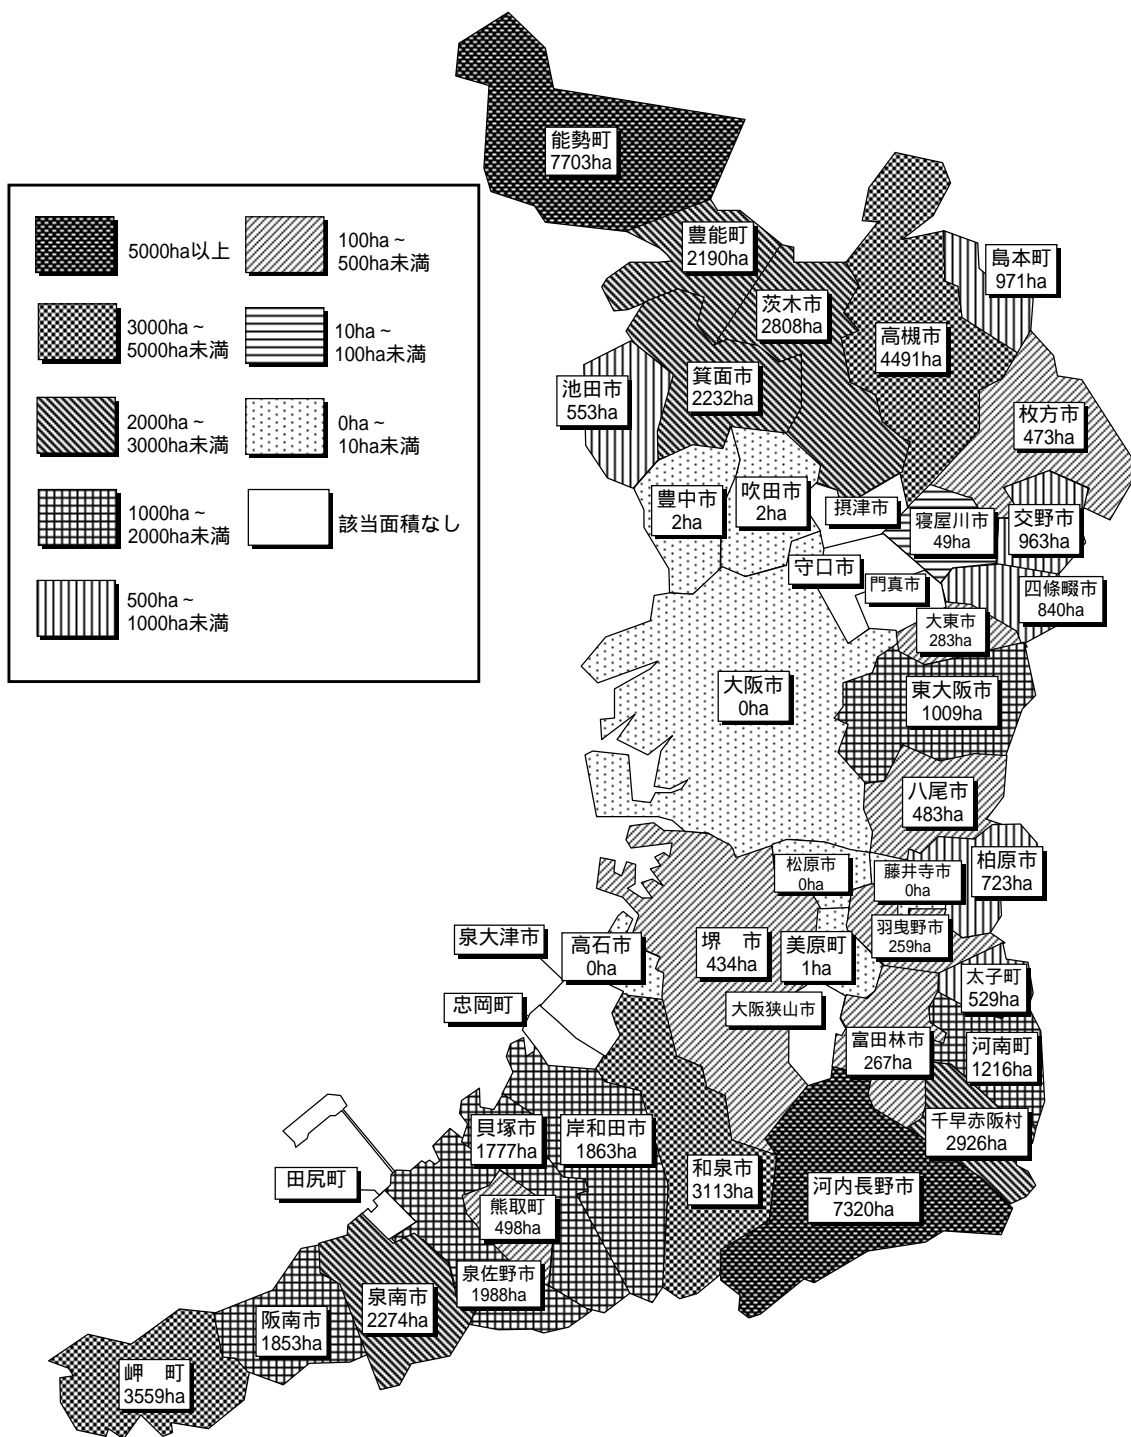 能勢町
7703ha
5000ha以上
100ha ~
500ha未満
3000ha ~
5000ha未満
10ha ~
100ha未満
2000ha ~
3000ha未満
0ha ~
10ha未満
1000ha ~
2000ha未満
該当面積なし
500ha ~
1000ha未満
豊能町
2190ha
島本町
971ha
茨木市
2808ha
高槻市
4491ha
箕面市
2232ha
池田市
553ha
枚方市
473ha
豊中市
2ha
吹田市
2ha
摂津市
寝屋川市
49ha
交野市
963ha
守口市
門真市
四條畷市
840ha
大東市
283ha
大阪市
0ha
東大阪市
1009ha
八尾市
483ha
松原市
0ha
藤井寺市
0ha
柏原市
723ha
羽曳野市
259ha
泉大津市
高石市
0ha
堺　市
434ha
美原町
1ha
太子町
529ha
忠岡町
大阪狭山市
富田林市
267ha
河南町
1216ha
千早赤阪村
2926ha
貝塚市
1777ha
岸和田市
1863ha
和泉市
3113ha
河内長野市
7320ha
田尻町
熊取町
498ha
泉佐野市
1988ha
泉南市
2274ha
阪南市
1853ha
岬　町
3559ha